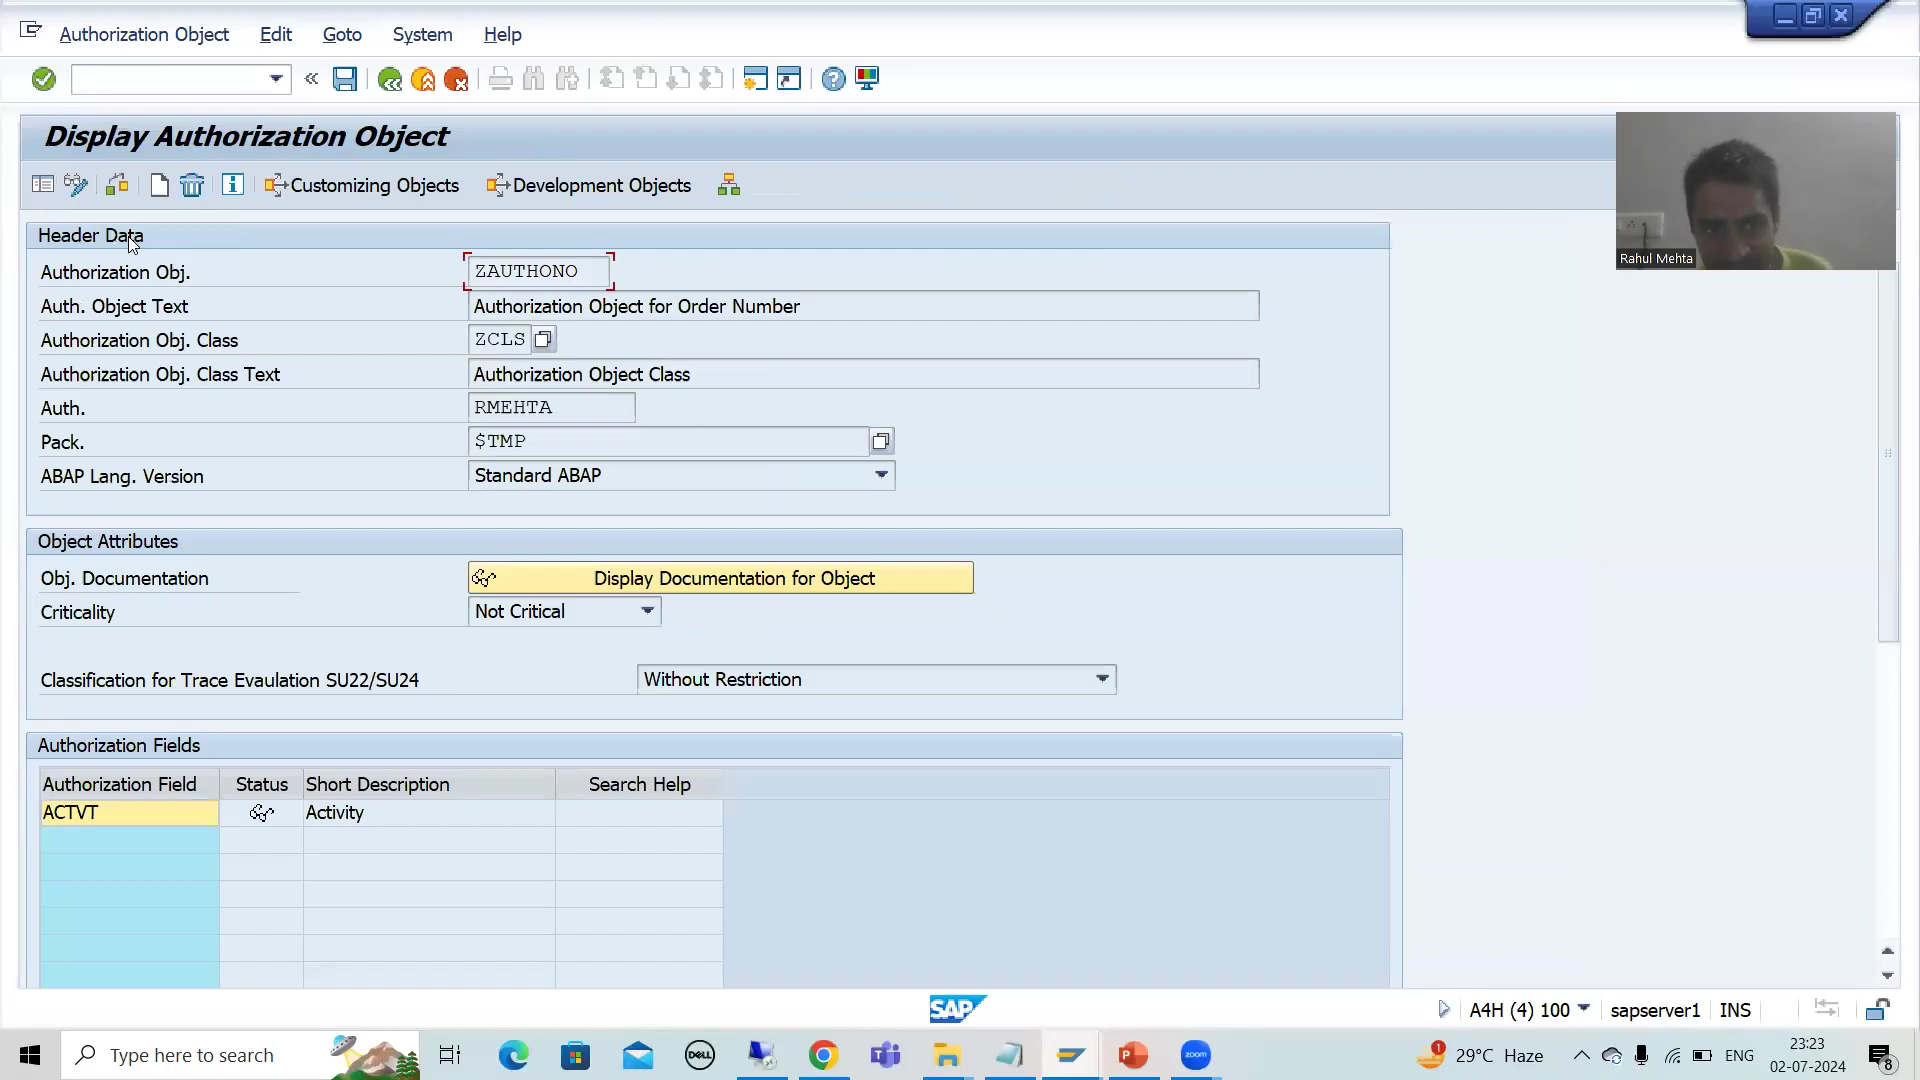 Authorization Object Edit Goto System Help
Display Authorization Object
Customizing Objects Development Objects
Rahul Mehta
Header Data
Authorization Obj. ZAUTHONO
Auth. Object Text Authorization Object for Order Number
Authorization Obj. Class ZCLS
Authorization Obj. Class Text Authorization Object Class
Auth. RMEHTA
Pack. $TMP
ABAP Lang. Version Standard ABAP
Object Attributes
Obj. Documentation Display Documentation for Object
Criticality Not Critical
Classification for Trace Evaulation SU22/SU24 Without Restriction
Authorization Fields
Authorization Field Status Short Description Search Help
ACTVT Activity
SAP A4H (4) 100 sapserver1 INS
Type here to search DELL zoom 1 29°C Haze ENG 23:23
02-07-2024 8